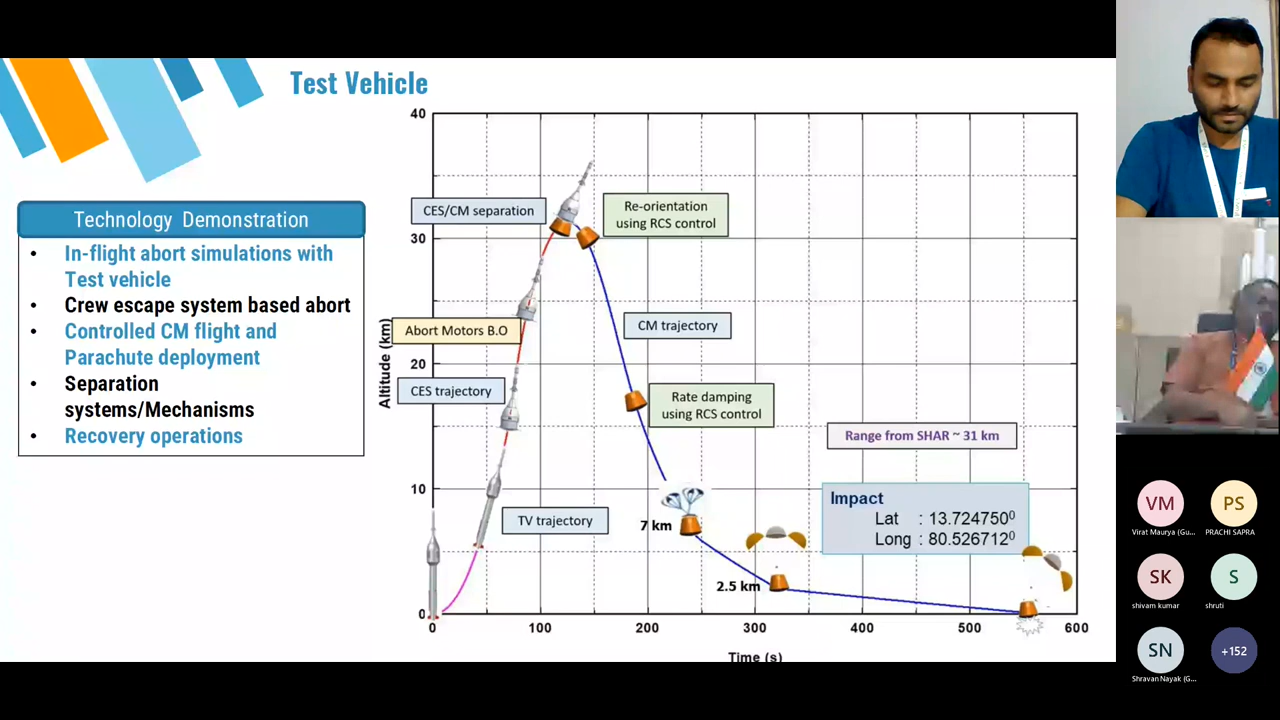 Test Vehicle
Technology Demonstration
• In-flight abort simulations with
Test vehicle
• Crew escape system based abort
• Controlled CM flight and
Parachute deployment
• Separation
systems/Mechanisms
• Recovery operations
Altitude (km)
40
30
20
10
0
CES/CM separation
Re-orientation
using RCS control
Abort Motors B.O
CM trajectory
CES trajectory
Rate damping
using RCS control
Range from SHAR ~ 31 km
TV trajectory
7 km
2.5 km
Impact
Lat : 13.724750⁰
Long : 80.526712⁰
0 100 200 300 400 500 600
Time (s)
VM
Virat Maurya (Gu...
PS
PRACHI SAPRA
SK
shivam kumar
S
shruti
SN
Shravan Nayak (G...
+152